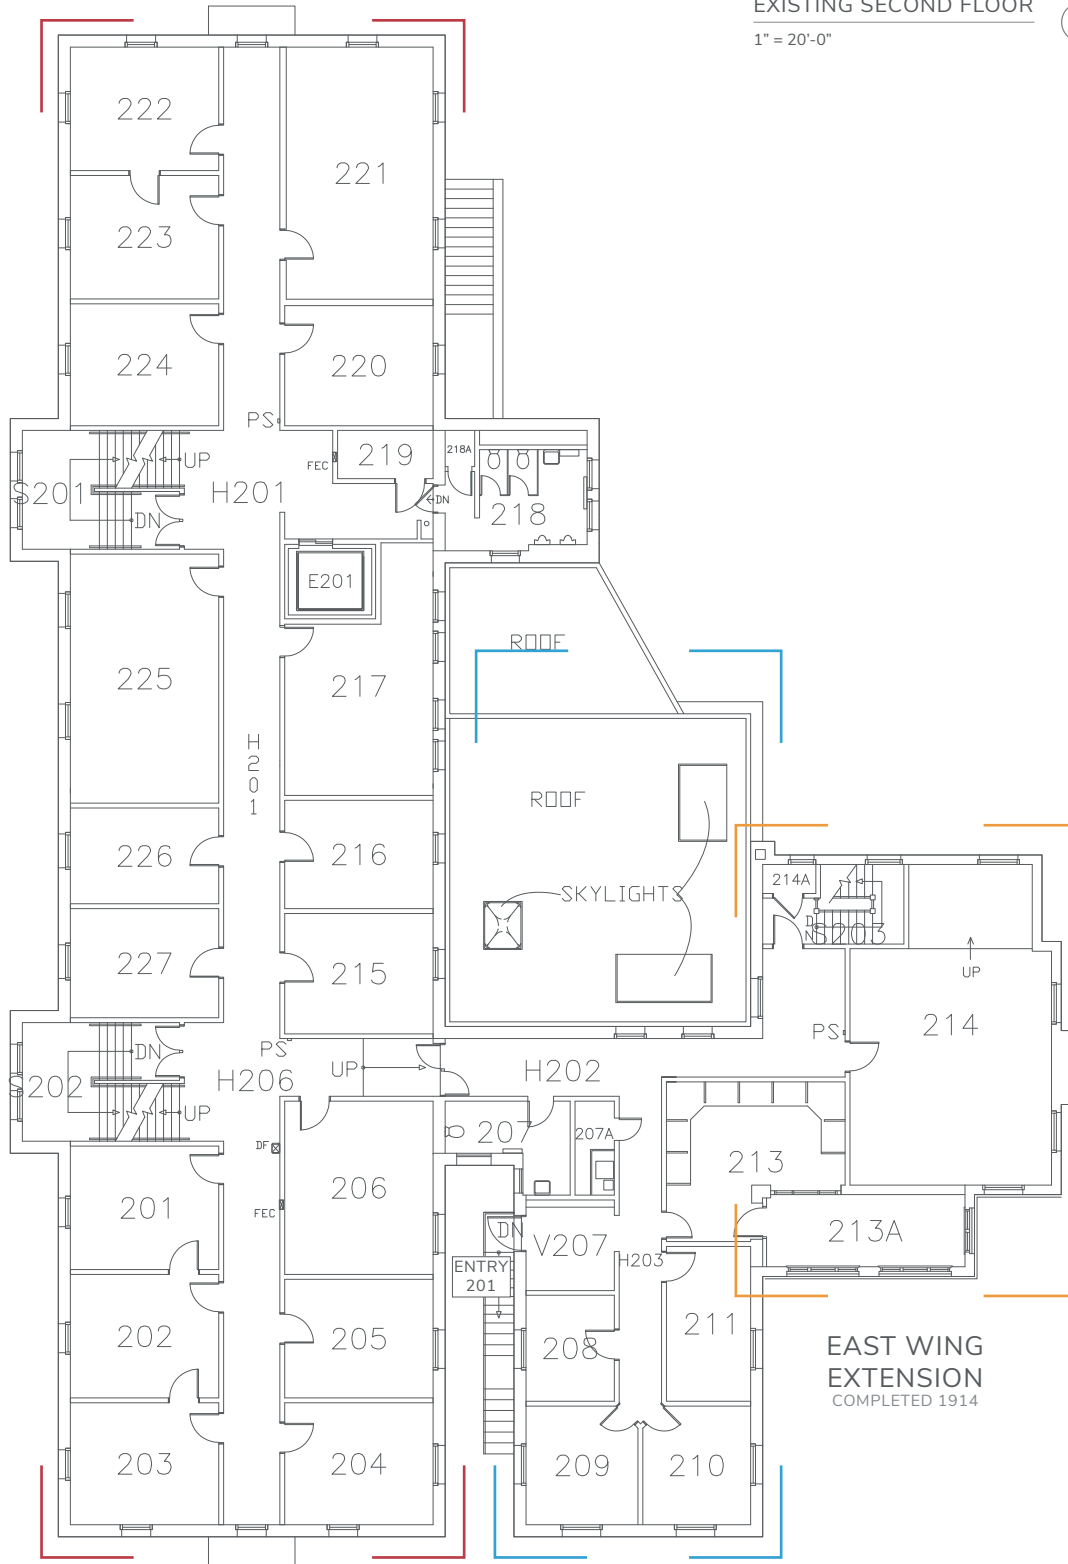 EXISTING SECOND FLOOR
1" = 20'-0"
222
221
223
224
220
PS
219
218A
FEC
UP
S201
H201
DN
DN
218
E201
ROOF
225
217
H201
ROOF
226
216
SKYLIGHTS
214A
DN
S203
227
215
UP
214
PS
PS
DN
UP
H202
S202
H206
UP
207
207A
DF
213
206
201
FEC
DN
V207
213A
H203
ENTRY
201
202
205
208
211
EAST WING
EXTENSION
COMPLETED 1914
203
204
209
210